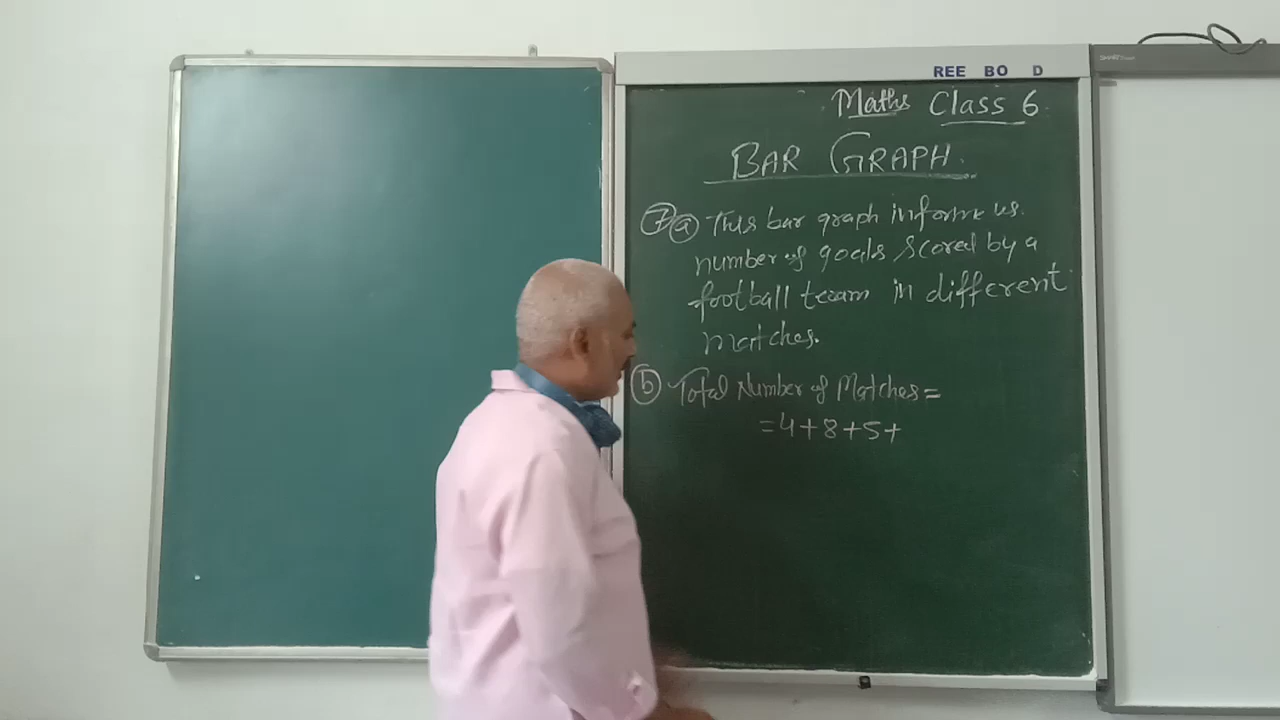 REE BO D
Maths Class 6
BAR GRAPH.
7 a This bar graph informs us.
number of goals scored by a
football team in different
matches.
b Total Number of Matches =
= 4 + 8 + 5 +